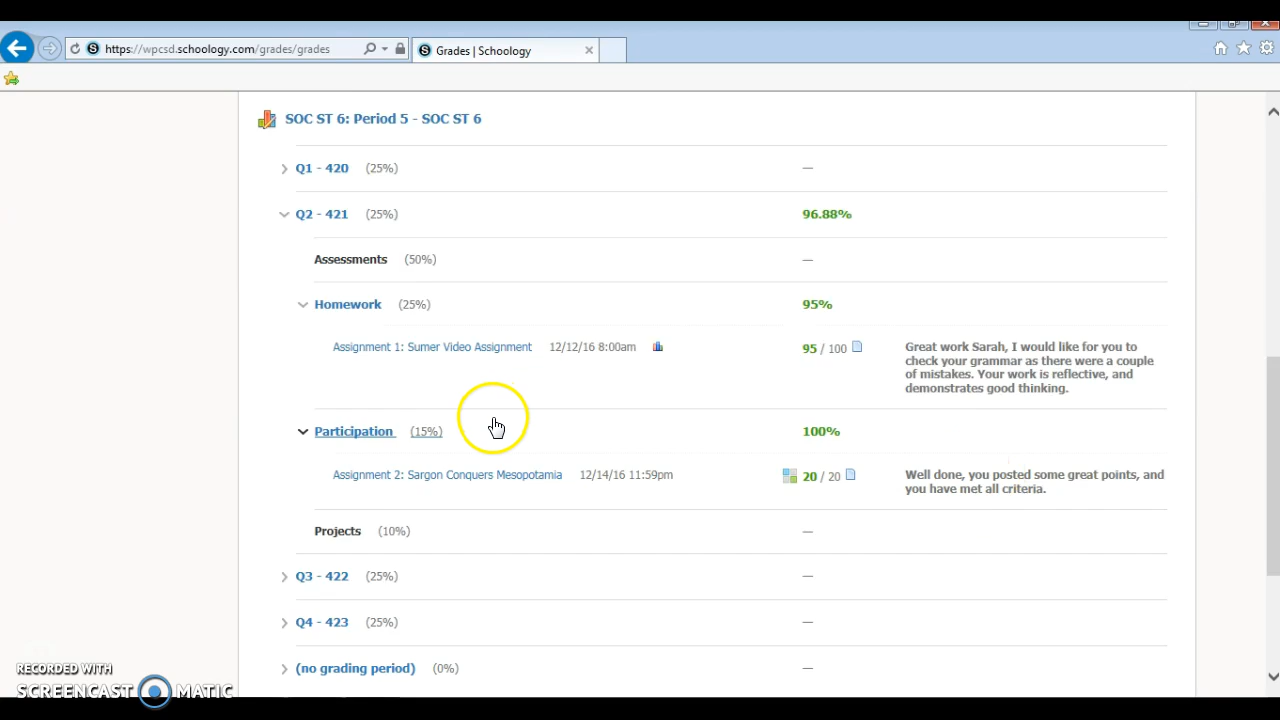 https://wpcsd.schoology.com/grades/grades
Grades | Schoology
SOC ST 6: Period 5 - SOC ST 6
Q1 - 420 (25%) —
Q2 - 421 (25%) 96.88%
Assessments (50%) —
Homework (25%) 95%
Assignment 1: Sumer Video Assignment 12/12/16 8:00am 95 / 100 Great work Sarah, I would like for you to
check your grammar as there were a couple
of mistakes. Your work is reflective, and
demonstrates good thinking.
Participation (15%) 100%
Assignment 2: Sargon Conquers Mesopotamia 12/14/16 11:59pm 20 / 20 Well done, you posted some great points, and
you have met all criteria.
Projects (10%) —
Q3 - 422 (25%) —
Q4 - 423 (25%) —
(no grading period) (0%) —
RECORDED WITH
SCREENCAST MATIC